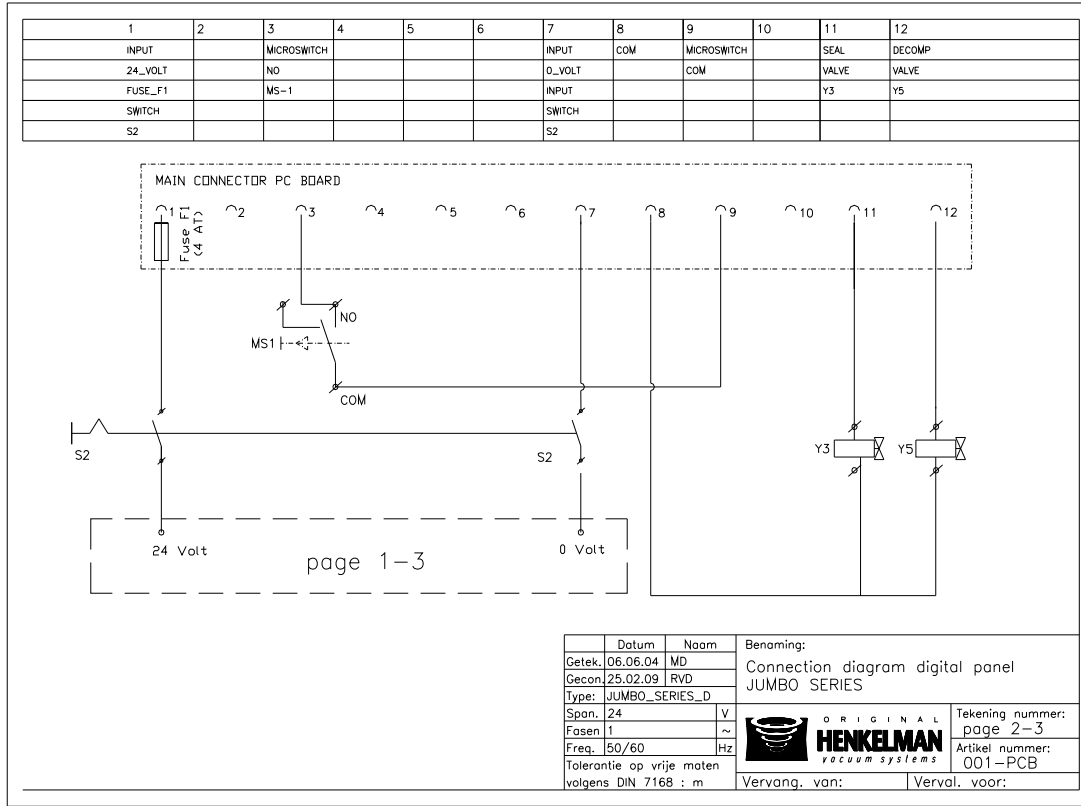 1 2 3 4 5 6 7 8 9 10 11 12
INPUT MICROSWITCH INPUT COM MICROSWITCH SEAL DECOMP
24_VOLT NO 0_VOLT COM VALVE VALVE
FUSE_F1 MS-1 INPUT Y3 Y5
SWITCH SWITCH
S2 S2
MAIN CONNECTOR PC BOARD
1 2 3 4 5 6 7 8 9 10 11 12
Fuse F1
(4 AT)
NO
MS1
COM
S2 S2 Y3 Y5
24 Volt 0 Volt
page 1-3
Datum Naam
Getek. 06.06.04 MD
Gecon. 25.02.09 RVD
Type: JUMBO_SERIES_D
Span. 24 V
Fasen 1 ~
Freq. 50/60 Hz
Tolerantie op vrije maten
volgens DIN 7168 : m
Benaming:
Connection diagram digital panel
JUMBO SERIES
ORIGINAL
HENKELMAN
vacuum systems
Tekening nummer:
page 2-3
Artikel nummer:
001-PCB
Vervang. van: Verval. voor: